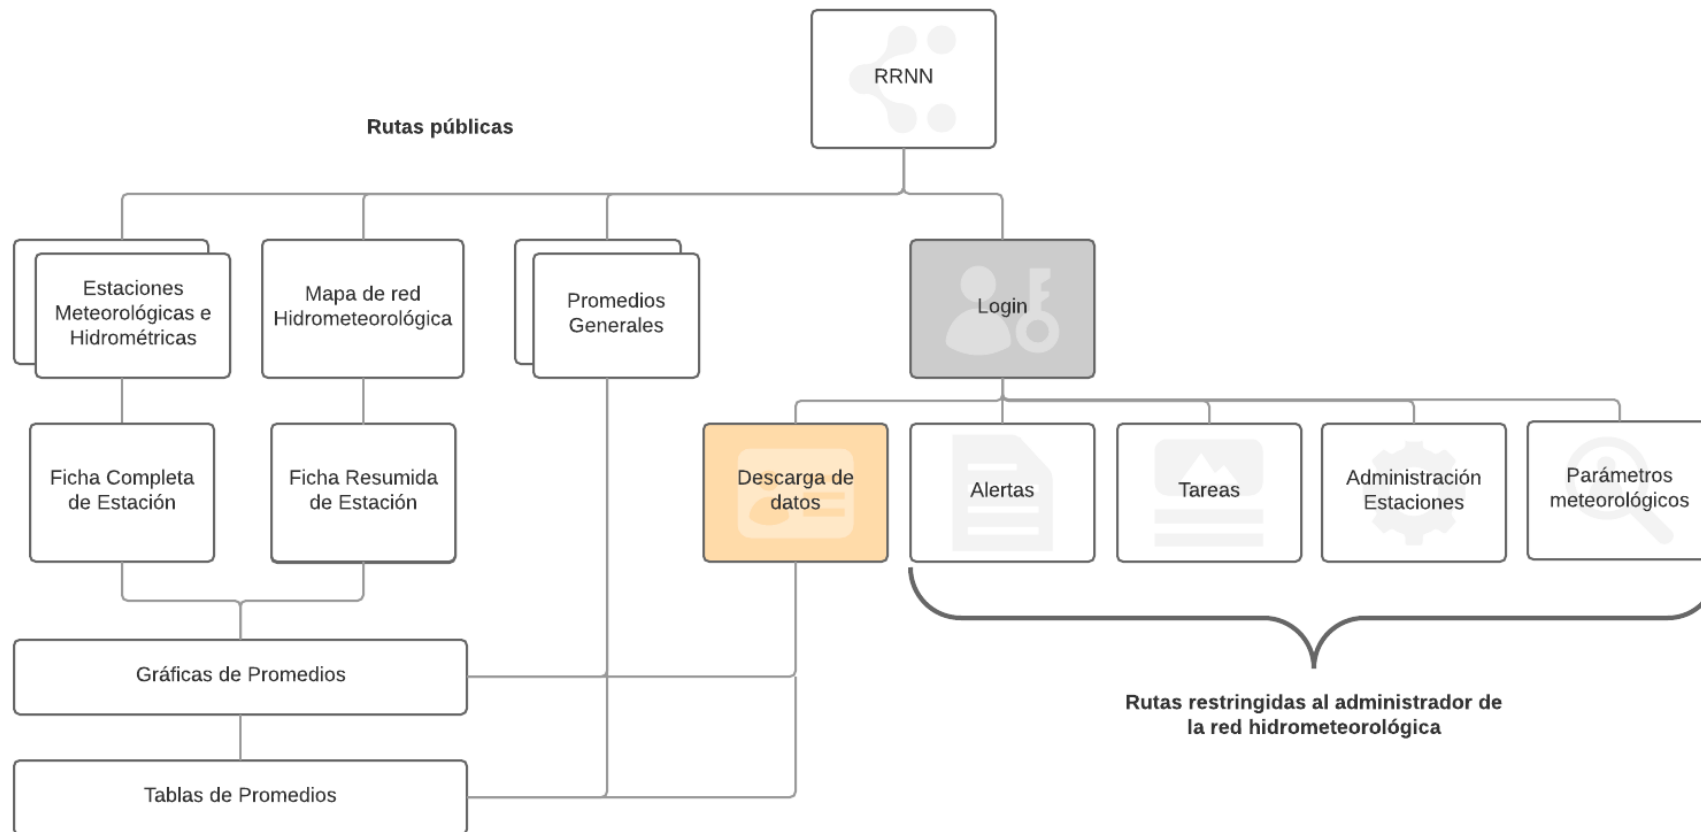 RRNN
Rutas públicas
Estaciones
Meteorológicas e
Hidrométricas
Mapa de red
Hidrometeorológica
Promedios
Generales
Login
Ficha Completa
de Estación
Ficha Resumida
de Estación
Descarga de
datos
Alertas
Tareas
Administración
Estaciones
Parámetros
meteorológicos
Gráficas de Promedios
Rutas restringidas al administrador de
la red hidrometeorológica
Tablas de Promedios